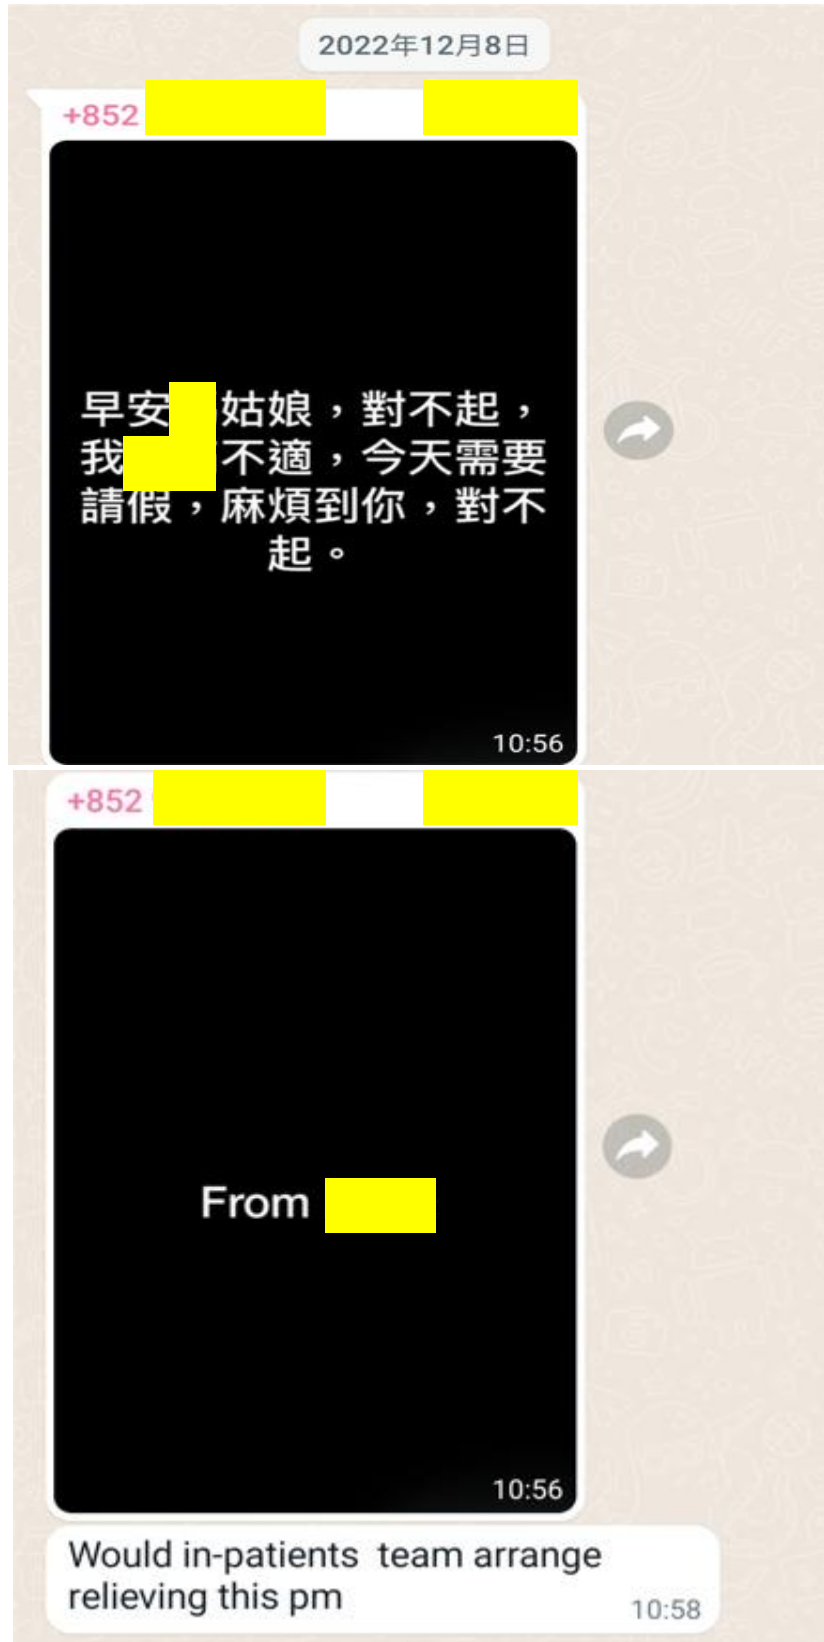 2022年12月8日
+852
早安 姑娘，對不起，
我 不適，今天需要
請假，麻煩到你，對不
起。
10:56
+852
From
10:56
Would in-patients team arrange
relieving this pm
10:58